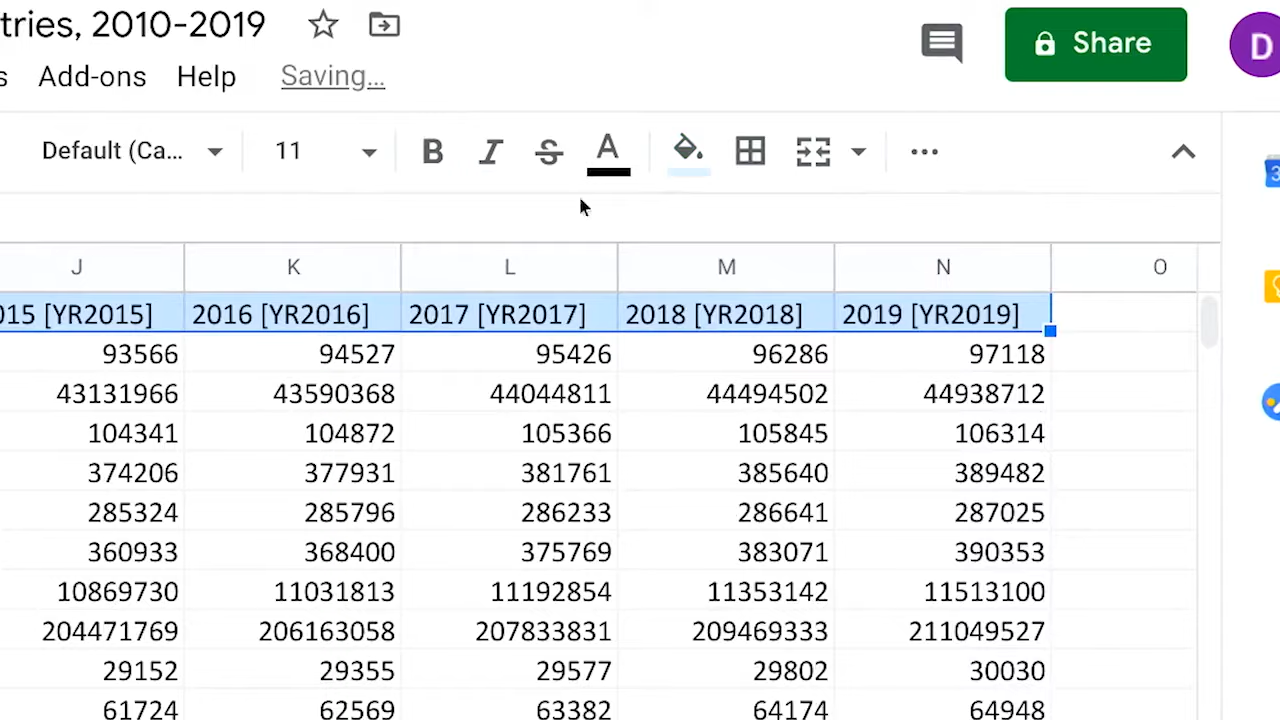 tries, 2010-2019
Share
D
s Add-ons Help Saving...
Default (Ca... 11 B I S A ...
3
J K L M N O
015 [YR2015] 2016 [YR2016] 2017 [YR2017] 2018 [YR2018] 2019 [YR2019]
93566 94527 95426 96286 97118
43131966 43590368 44044811 44494502 44938712
104341 104872 105366 105845 106314
374206 377931 381761 385640 389482
285324 285796 286233 286641 287025
360933 368400 375769 383071 390353
10869730 11031813 11192854 11353142 11513100
204471769 206163058 207833831 209469333 211049527
29152 29355 29577 29802 30030
61724 62569 63382 64174 64948